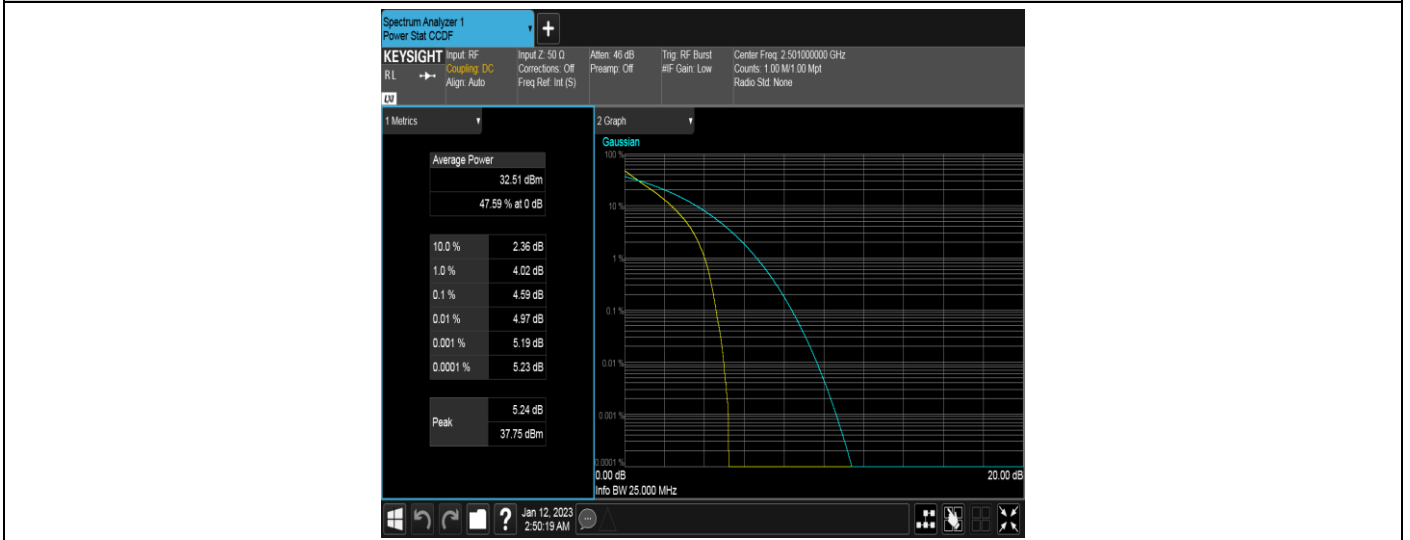 Spectrum Analyzer 1
Power Stat CCDF
+
KEYSIGHT
RL
LXI
Input: RF
Coupling: DC
Align: Auto
Input Z: 50 Ω
Corrections: Off
Freq Ref: Int (S)
Atten: 46 dB
Preamp: Off
Trig: RF Burst
#IF Gain: Low
Center Freq: 2.501000000 GHz
Counts: 1.00 M/1.00 Mpt
Radio Std: None
1 Metrics
Average Power
32.51 dBm
47.59 % at 0 dB
10.0 % 2.36 dB
1.0 % 4.02 dB
0.1 % 4.59 dB
0.01 % 4.97 dB
0.001 % 5.19 dB
0.0001 % 5.23 dB
Peak
5.24 dB
37.75 dBm
2 Graph
Gaussian
100 %
10 %
1 %
0.1 %
0.01 %
0.001 %
0.0001 %
0.00 dB
20.00 dB
Info BW 25.000 MHz
?
Jan 12, 2023
2:50:19 AM